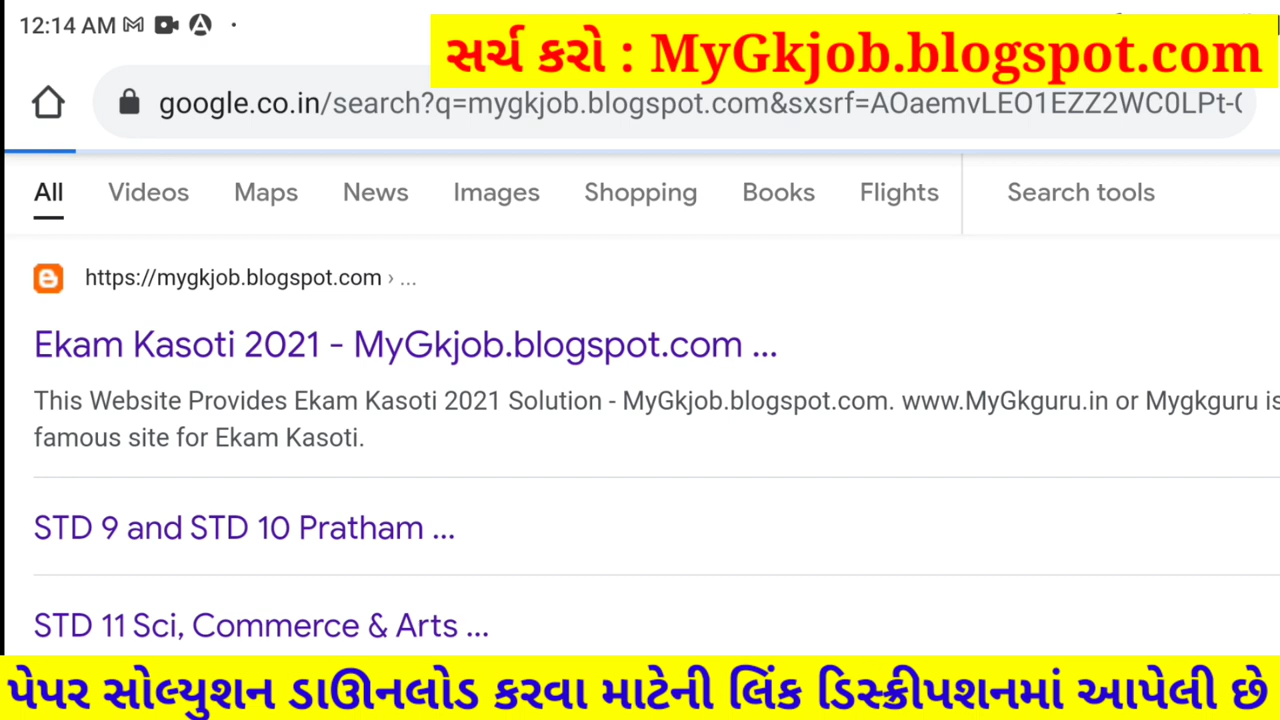 12:14 AM
સર્ચ કરો : MyGkjob.blogspot.com
google.co.in/search?q=mygkjob.blogspot.com&sxsrf=AOaemvLEO1EZZ2WC0LPt-
All Videos Maps News Images Shopping Books Flights Search tools
https://mygkjob.blogspot.com › ...
Ekam Kasoti 2021 - MyGkjob.blogspot.com ...
This Website Provides Ekam Kasoti 2021 Solution - MyGkjob.blogspot.com. www.MyGkguru.in or Mygkguru is
famous site for Ekam Kasoti.
STD 9 and STD 10 Pratham ...
STD 11 Sci, Commerce & Arts ...
પેપર સોલ્યુશન ડાઊનલોડ કરવા માટેની લિંક ડિસ્ક્રીપશનમાં આપેલી છે